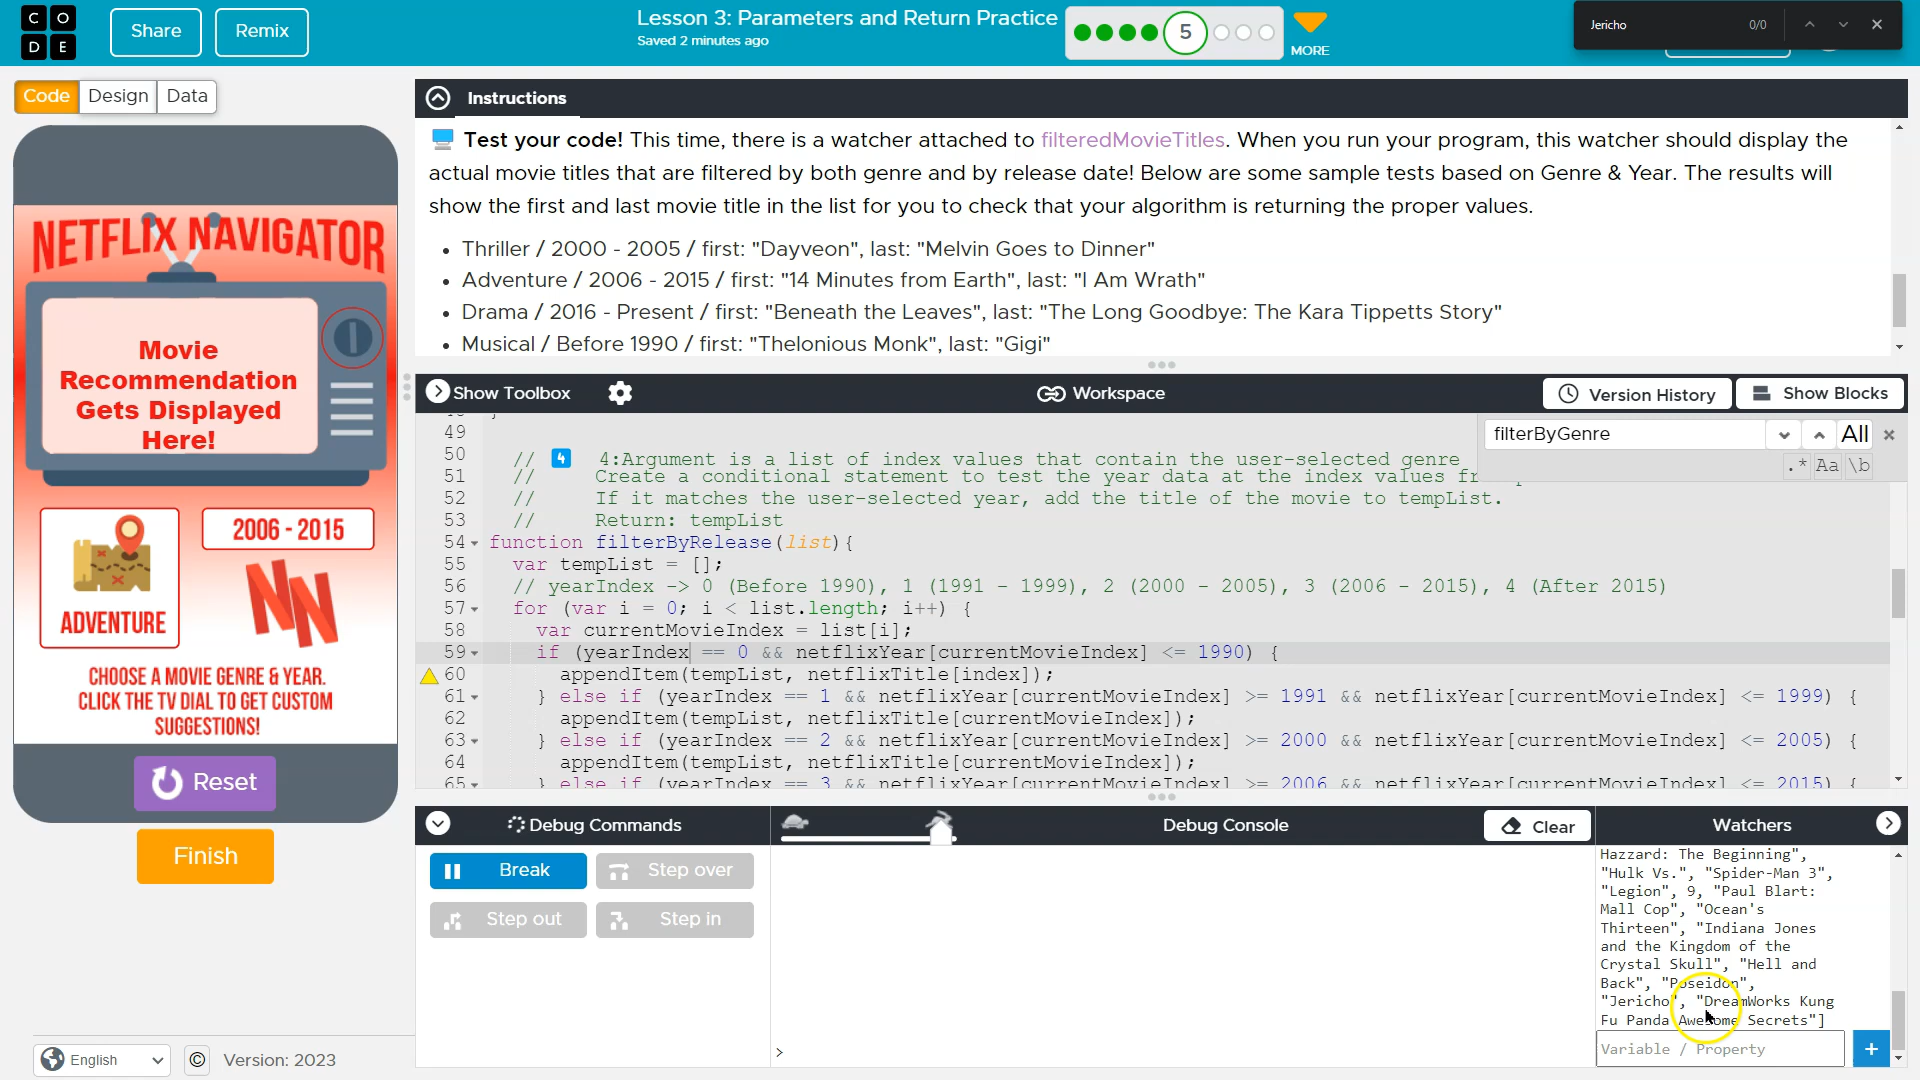 CODE
Share
Remix
Lesson 3: Parameters and Return Practice
Saved 2 minutes ago
5
MORE
Jericho
0/0
Code
Design
Data
Instructions
Test your code! This time, there is a watcher attached to filteredMovieTitles. When you run your program, this watcher should display the
actual movie titles that are filtered by both genre and by release date! Below are some sample tests based on Genre & Year. The results will
show the first and last movie title in the list for you to check that your algorithm is returning the proper values.
• Thriller / 2000 - 2005 / first: "Dayveon", last: "Melvin Goes to Dinner"
• Adventure / 2006 - 2015 / first: "14 Minutes from Earth", last: "I Am Wrath"
• Drama / 2016 - Present / first: "Beneath the Leaves", last: "The Long Goodbye: The Kara Tippetts Story"
• Musical / Before 1990 / first: "Thelonious Monk", last: "Gigi"
NETFLIX NAVIGATOR
Movie
Recommendation
Gets Displayed
Here!
ADVENTURE
2006 - 2015
CHOOSE A MOVIE GENRE & YEAR.
CLICK THE TV DIAL TO GET CUSTOM
SUGGESTIONS!
Reset
Finish
Show Toolbox
Workspace
Version History
Show Blocks
filterByGenre
All
.*
Aa
\b
49
50 // 4 4:Argument is a list of index values that contain the user-selected genre
51 // Create a conditional statement to test the year data at the index values
52 // If it matches the user-selected year, add the title of the movie to tempList.
53 // Return: tempList
54 function filterByRelease(list){
55 var tempList = [];
56 // yearIndex -> 0 (Before 1990), 1 (1991 - 1999), 2 (2000 - 2005), 3 (2006 - 2015), 4 (After 2015)
57 for (var i = 0; i < list.length; i++) {
58 var currentMovieIndex = list[i];
59 if (yearIndex == 0 && netflixYear[currentMovieIndex] <= 1990) {
60 appendItem(tempList, netflixTitle[index]);
61 } else if (yearIndex == 1 && netflixYear[currentMovieIndex] >= 1991 && netflixYear[currentMovieIndex] <= 1999) {
62 appendItem(tempList, netflixTitle[currentMovieIndex]);
63 } else if (yearIndex == 2 && netflixYear[currentMovieIndex] >= 2000 && netflixYear[currentMovieIndex] <= 2005) {
64 appendItem(tempList, netflixTitle[currentMovieIndex]);
65 } else if (yearIndex == 3 && netflixYear[currentMovieIndex] >= 2006 && netflixYear[currentMovieIndex] <= 2015) {
Debug Commands
Debug Console
Clear
Watchers
Break
Step over
Step out
Step in
>
Hazzard: The Beginning",
"Hulk Vs.", "Spider-Man 3",
"Legion", 9, "Paul Blart:
Mall Cop", "Ocean's
Thirteen", "Indiana Jones
and the Kingdom of the
Crystal Skull", "Hell and
Back", "Poseidon",
"Jericho", "DreamWorks Kung
Fu Panda Awesome Secrets"]
Variable / Property
+
English
©
Version: 2023